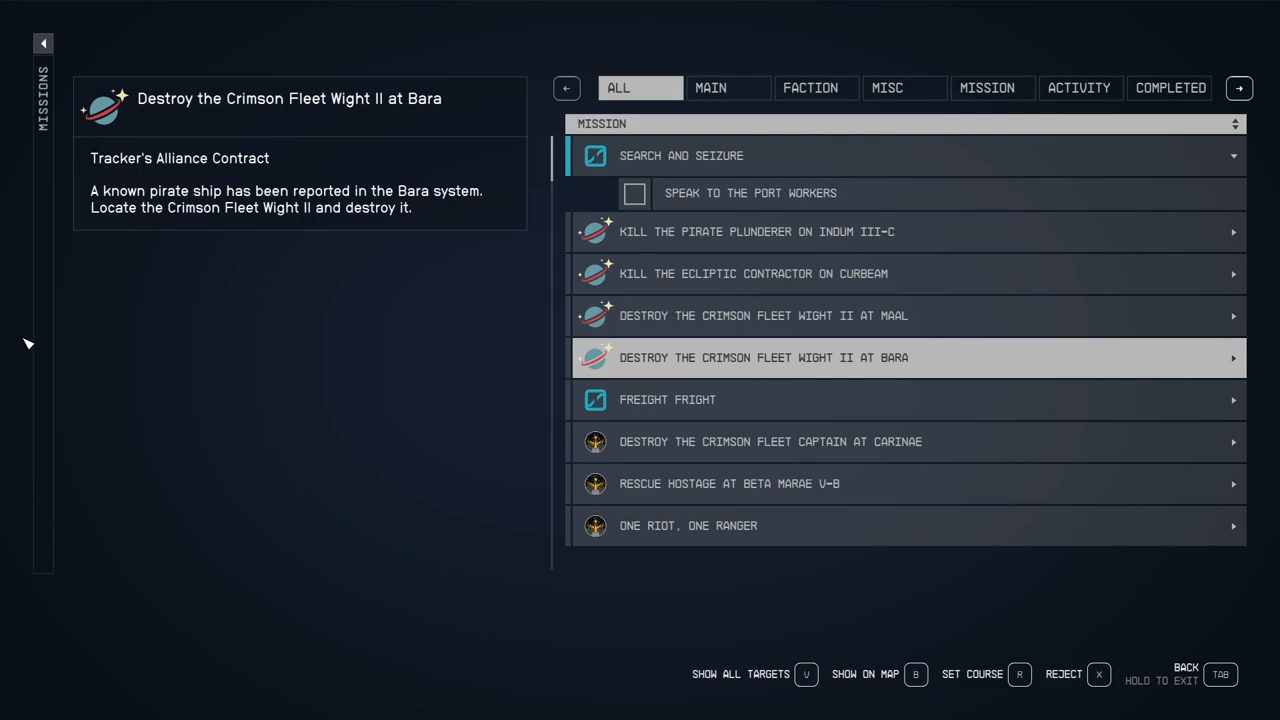 MISSIONS
Destroy the Crimson Fleet Wight II at Bara
Tracker's Alliance Contract
A known pirate ship has been reported in the Bara system.
Locate the Crimson Fleet Wight II and destroy it.
ALL MAIN FACTION MISC MISSION ACTIVITY COMPLETED
MISSION
SEARCH AND SEIZURE
SPEAK TO THE PORT WORKERS
KILL THE PIRATE PLUNDERER ON INDUM III-C
KILL THE ECLIPTIC CONTRACTOR ON CURBEAM
DESTROY THE CRIMSON FLEET WIGHT II AT MAAL
DESTROY THE CRIMSON FLEET WIGHT II AT BARA
FREIGHT FRIGHT
DESTROY THE CRIMSON FLEET CAPTAIN AT CARINAE
RESCUE HOSTAGE AT BETA MARAE V-B
ONE RIOT, ONE RANGER
SHOW ALL TARGETS V SHOW ON MAP B SET COURSE R REJECT X BACK TAB
HOLD TO EXIT